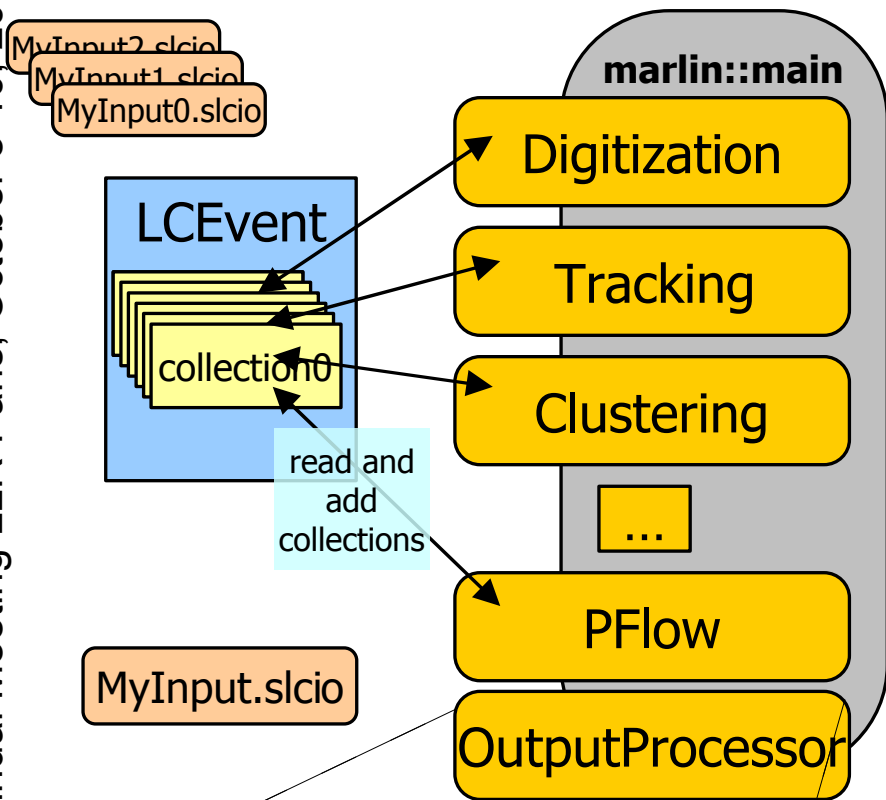 MyInput2.slcio
MyInput1.slcio
MyInput0.slcio
marlin::main
Digitization
LCEvent
Tracking
collection0
Clustering
read and
add
collections
...
PFlow
MyInput.slcio
OutputProcessor